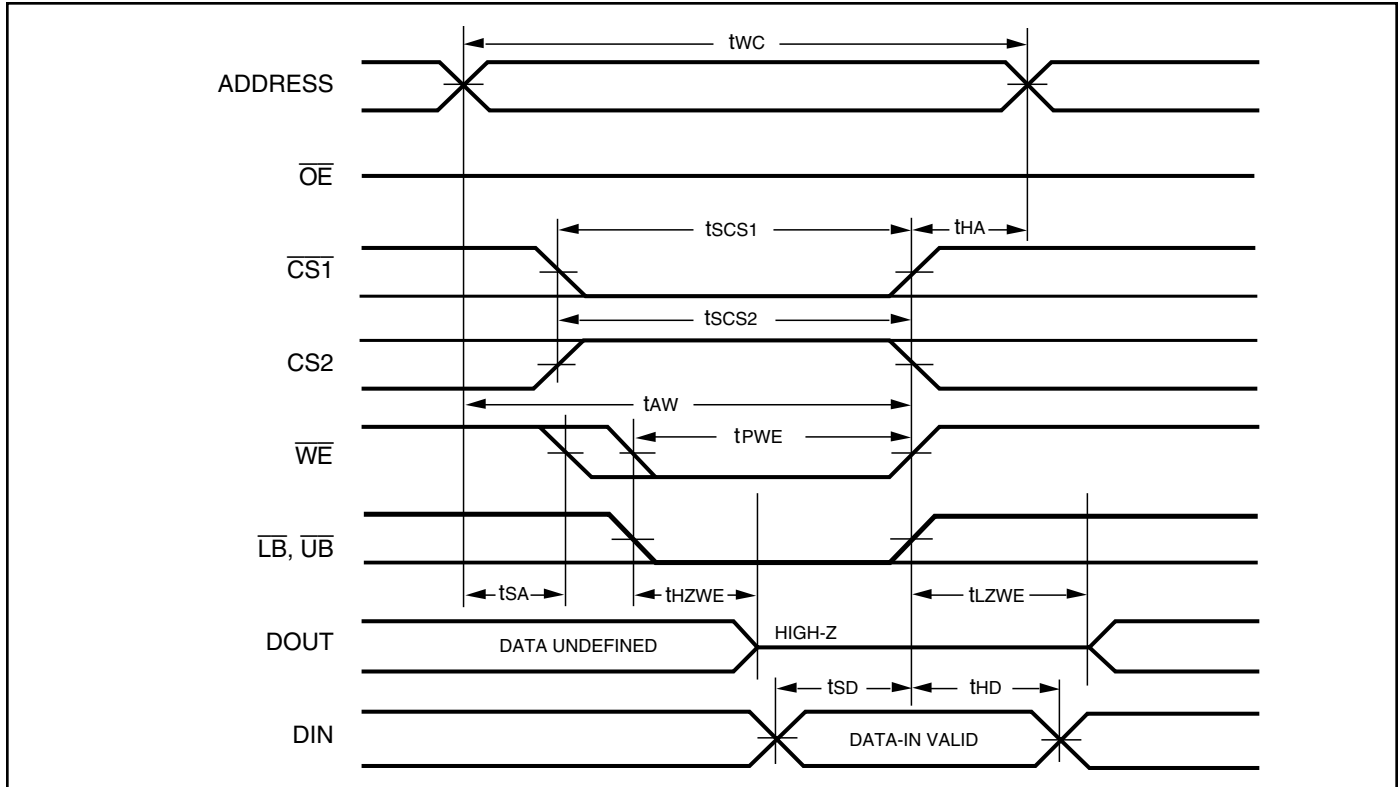 tWC
ADDRESS
OE
tSCS1
tHA
CS1
tSCS2
CS2
tAW
tPWE
WE
LB, UB
tSA
tHZWE
tLZWE
DOUT
DATA UNDEFINED
HIGH-Z
tSD
tHD
DIN
DATA-IN VALID